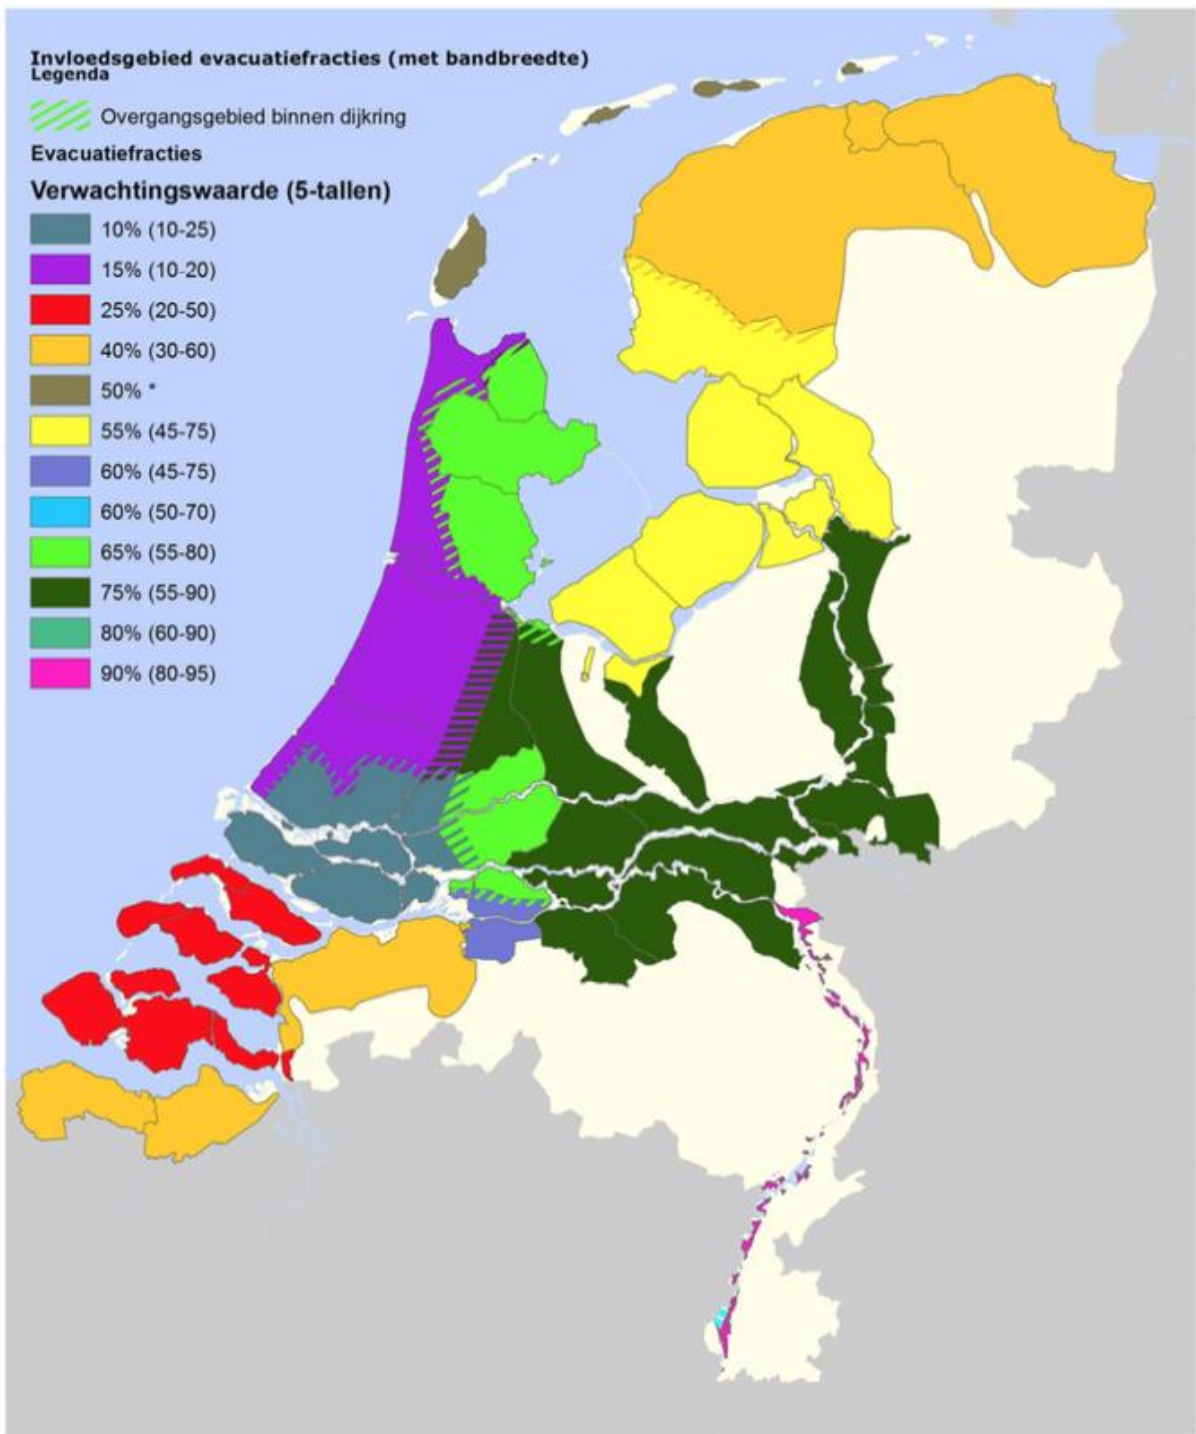 Invloedsgebied evacuatiefracties (met bandbreedte)
Legenda
Overgangsgebied binnen dijkring
Evacuatiefracties
Verwachtingswaarde (5-tallen)
10% (10-25)
15% (10-20)
25% (20-50)
40% (30-60)
50% *
55% (45-75)
60% (45-75)
60% (50-70)
65% (55-80)
75% (55-90)
80% (60-90)
90% (80-95)